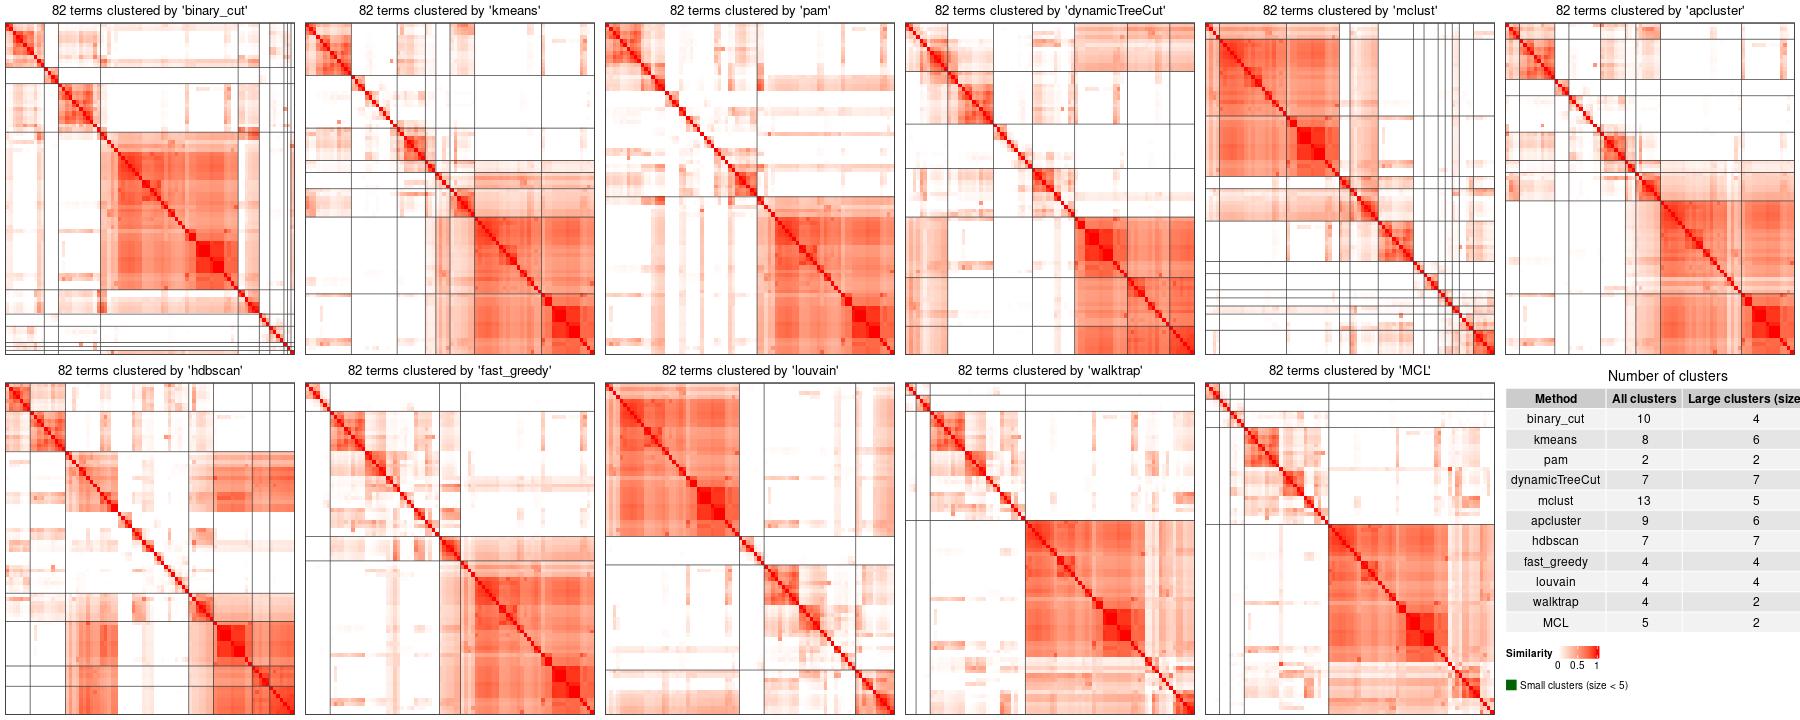 82 terms clustered by 'binary_cut'
82 terms clustered by 'kmeans'
82 terms clustered by 'pam'
82 terms clustered by 'dynamicTreeCut'
82 terms clustered by 'mclust'
82 terms clustered by 'apcluster'
82 terms clustered by 'hdbscan'
82 terms clustered by 'fast_greedy'
82 terms clustered by 'louvain'
82 terms clustered by 'walktrap'
82 terms clustered by 'MCL'
Number of clusters
Method All clusters Large clusters (size
binary_cut 10 4
kmeans 8 6
pam 2 2
dynamicTreeCut 7 7
mclust 13 5
apcluster 9 6
hdbscan 7 7
fast_greedy 4 4
louvain 4 4
walktrap 4 2
MCL 5 2
Similarity
0 0.5 1
Small clusters (size < 5)